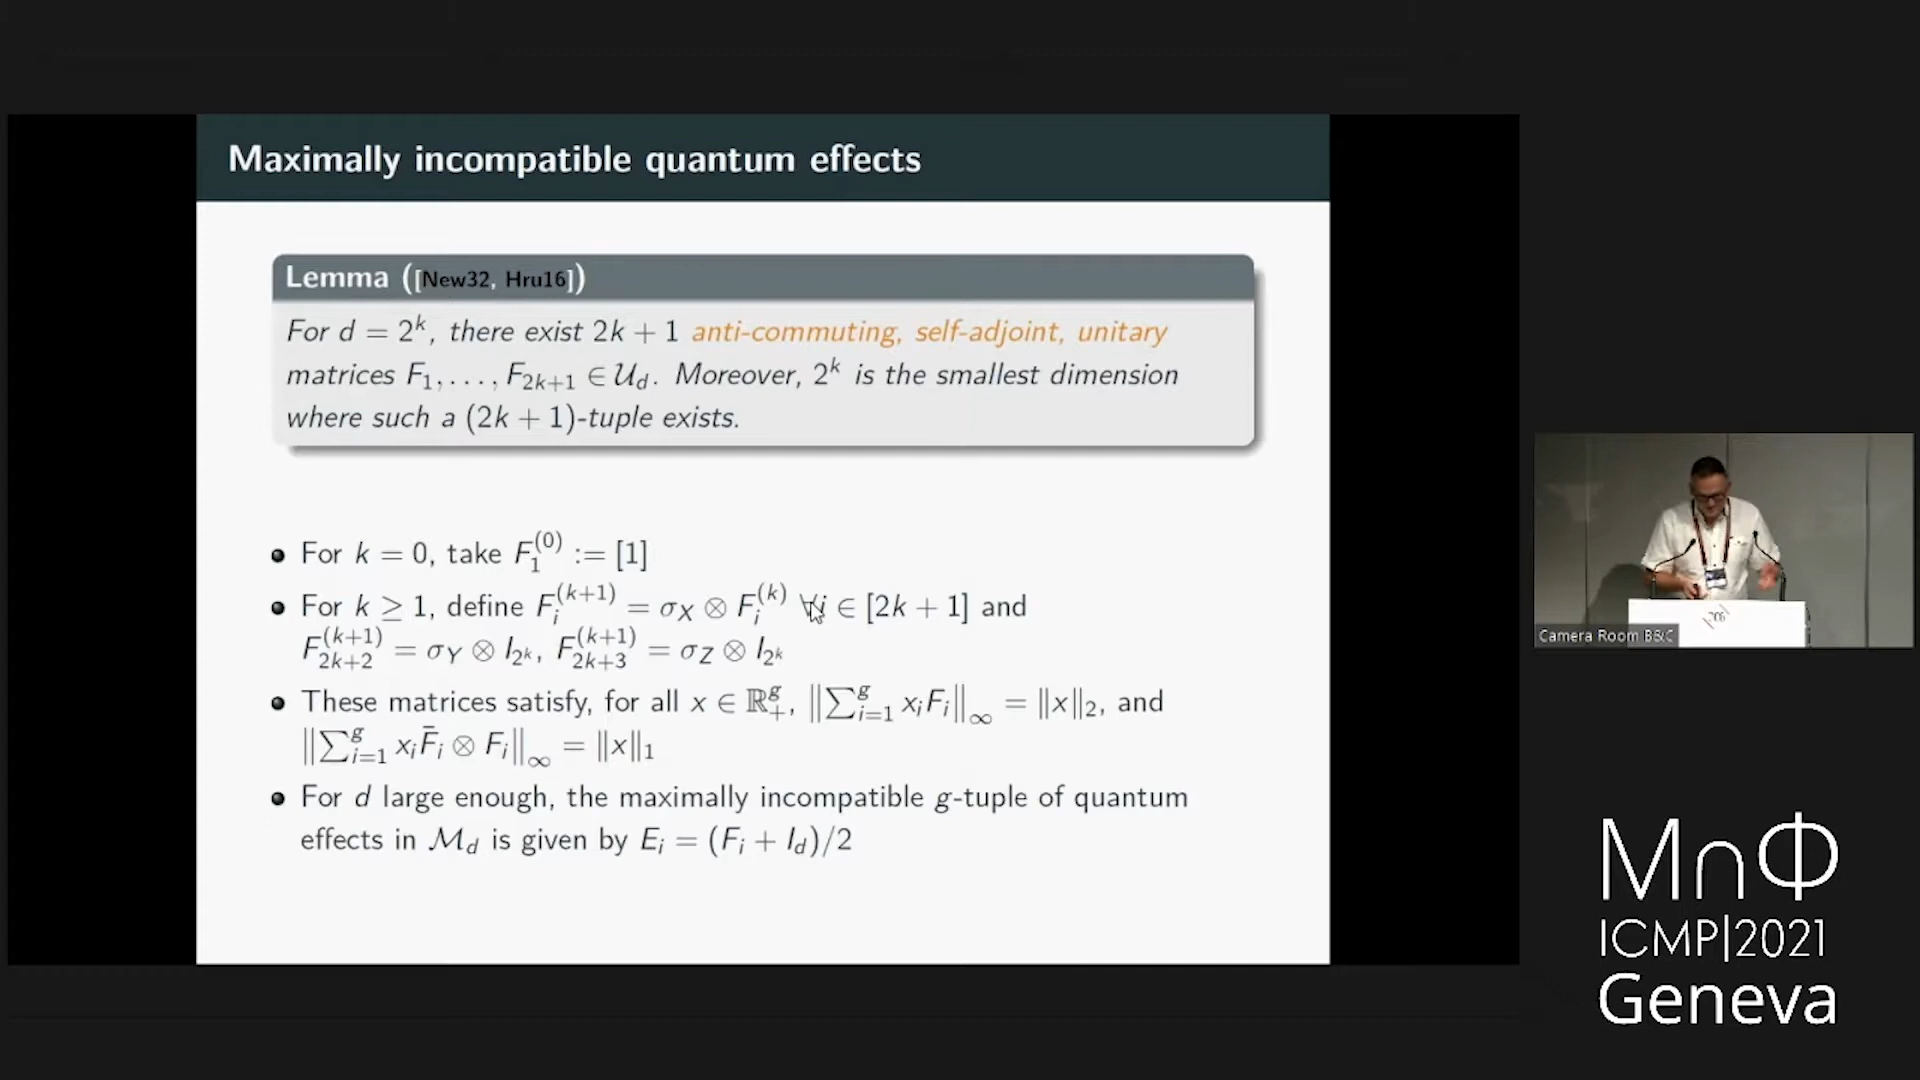 Maximally incompatible quantum effects
Lemma ([New32, Hru16])
For d = 2^k, there exist 2k + 1 anti-commuting, self-adjoint, unitary
matrices F_1, . . . , F_{2k+1} ∈ 𝒰_d. Moreover, 2^k is the smallest dimension
where such a (2k + 1)-tuple exists.
• For k = 0, take F_1^{(0)} := [1]
• For k ≥ 1, define F_i^{(k+1)} = σ_X ⊗ F_i^{(k)} ∀i ∈ [2k + 1] and
F_{2k+2}^{(k+1)} = σ_Y ⊗ I_{2^k}, F_{2k+3}^{(k+1)} = σ_Z ⊗ I_{2^k}
• These matrices satisfy, for all x ∈ ℝ_+^g, ‖∑_{i=1}^g x_i F_i‖_∞ = ‖x‖_2, and
‖∑_{i=1}^g x_i F̄_i ⊗ F_i‖_∞ = ‖x‖_1
• For d large enough, the maximally incompatible g-tuple of quantum
effects in ℳ_d is given by E_i = (F_i + I_d)/2
Camera Room B&C
M∩Φ
ICMP|2021
Geneva